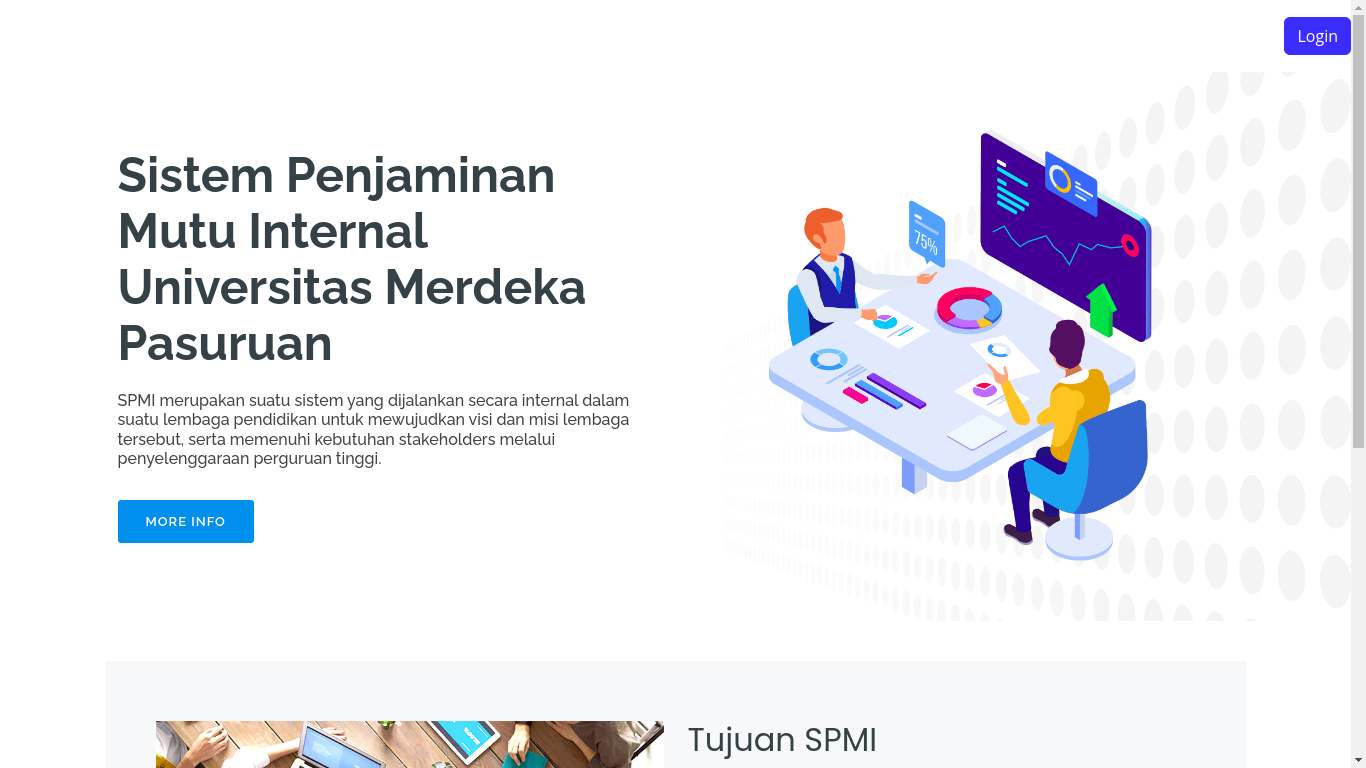 Login
Sistem Penjaminan
Mutu Internal
Universitas Merdeka
Pasuruan
SPMI merupakan suatu sistem yang dijalankan secara internal dalam
suatu lembaga pendidikan untuk mewujudkan visi dan misi lembaga
tersebut, serta memenuhi kebutuhan stakeholders melalui
penyelenggaraan perguruan tinggi.
MORE INFO
75%
Tujuan SPMI